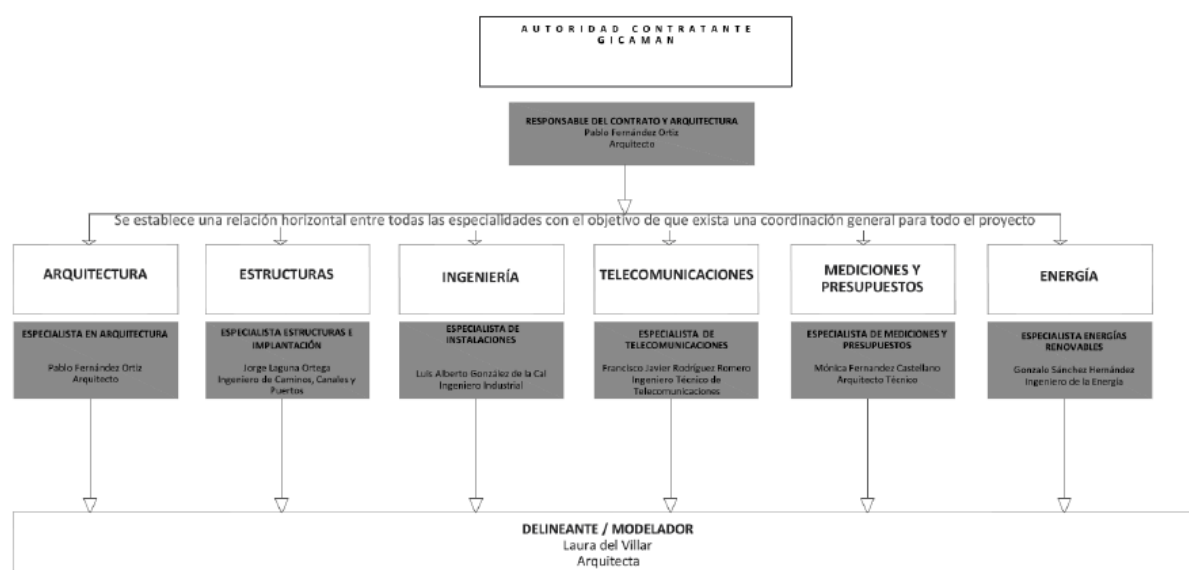 AUTORIDAD CONTRATANTE
GICAMAN
RESPONSABLE DEL CONTRATO Y ARQUITECTURA
Pablo Fernández Ortiz
Arquitecto
Se establece una relación horizontal entre todas las especialidades con el objetivo de que exista una coordinación general para todo el proyecto
ARQUITECTURA
ESPECIALISTA EN ARQUITECTURA
Pablo Fernández Ortiz
Arquitecto
ESTRUCTURAS
ESPECIALISTA ESTRUCTURAS E
IMPLANTACIÓN
Jorge Laguna Ortega
Ingeniero de Caminos, Canales y
Puertos
INGENIERÍA
ESPECIALISTA DE
INSTALACIONES
Luis Alberto González de la Cal
Ingeniero Industrial
TELECOMUNICACIONES
ESPECIALISTA DE
TELECOMUNICACIONES
Francisco Javier Rodríguez Romero
Ingeniero Técnico de
Telecomunicaciones
MEDICIONES Y
PRESUPUESTOS
ESPECIALISTA DE MEDICIONES Y
PRESUPUESTOS
Mónica Fernandez Castellano
Arquitecto Técnico
ENERGÍA
ESPECIALISTA ENERGÍAS
RENOVABLES
Gonzalo Sánchez Hernández
Ingeniero de la Energía
DELINEANTE / MODELADOR
Laura del Villar
Arquitecta